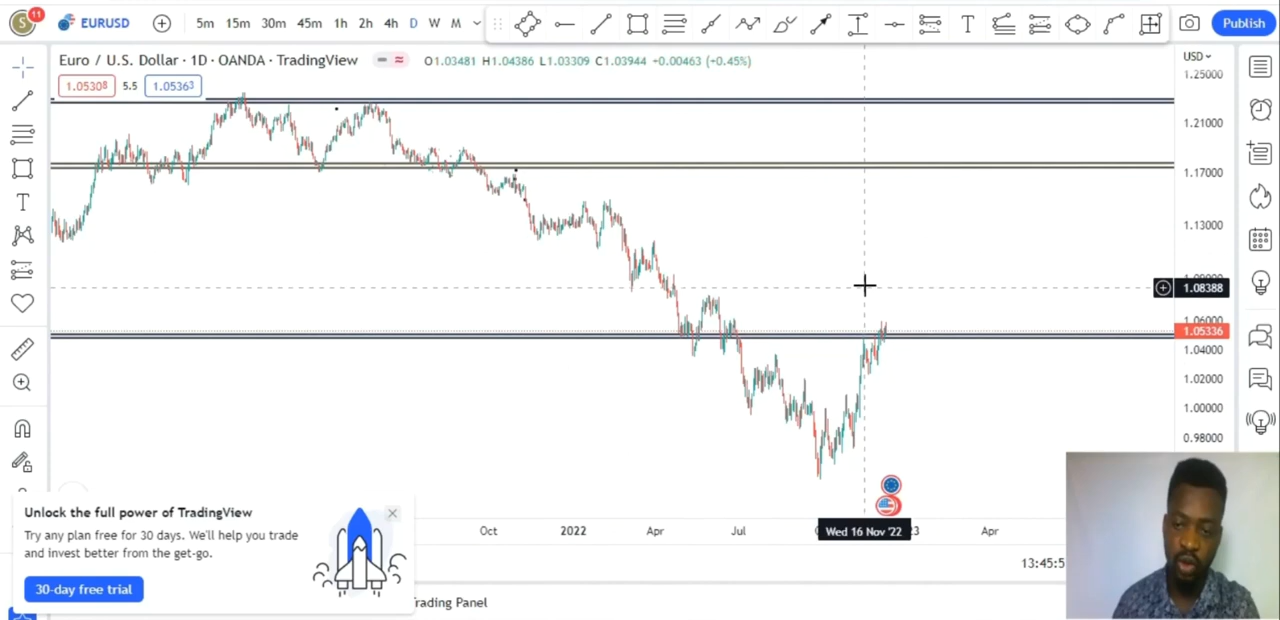 S 11 EURUSD 5m 15m 30m 45m 1h 2h 4h D W M T Publish
Euro / U.S. Dollar · 1D · OANDA · TradingView O1.03481 H1.04386 L1.03309 C1.03944 +0.00463 (+0.45%)
USD
1.05308 5.5 1.05363
1.25000
1.21000
1.17000
1.13000
1.08388
1.06000
1.05336
1.04000
1.02000
1.00000
0.98000
T
Oct 2022 Apr Jul Wed 16 Nov '22 Apr
13:45:5
Unlock the full power of TradingView
Try any plan free for 30 days. We'll help you trade
and invest better from the get-go.
30-day free trial
rading Panel